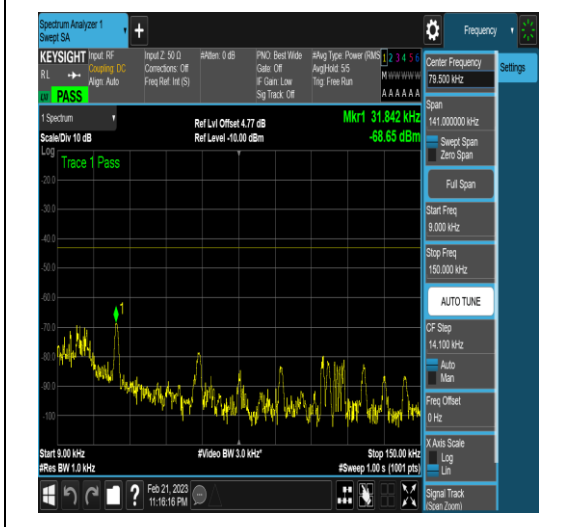 Spectrum Analyzer 1
Swept SA
+
Frequency
KEYSIGHT
RL
PASS
Input: RF
Coupling: DC
Align: Auto
Input Z: 50 Ω
Corrections: Off
Freq Ref: Int (S)
#Atten: 0 dB
PNO: Best Wide
Gate: Off
IF Gain: Low
Sig Track: Off
#Avg Type: Power (RMS
Avg|Hold: 5/5
Trig: Free Run
1 2 3 4 5 6
M W W W W W
A A A A A A
Center Frequency
79.500 kHz
Settings
Span
141.000000 kHz
Swept Span
Zero Span
Full Span
Start Freq
9.000 kHz
Stop Freq
150.000 kHz
AUTO TUNE
CF Step
14.100 kHz
Auto
Man
Freq Offset
0 Hz
X Axis Scale
Log
Lin
Signal Track
(Span Zoom)
1 Spectrum
Scale/Div 10 dB
Ref Lvl Offset 4.77 dB
Ref Level -10.00 dBm
Mkr1 31.842 kHz
-68.65 dBm
Log
Trace 1 Pass
-20.0
-30.0
-40.0
-50.0
-60.0
-70.0
-80.0
-90.0
-100
1
Start 9.00 kHz
#Res BW 1.0 kHz
#Video BW 3.0 kHz*
Stop 150.00 kHz
#Sweep 1.00 s (1001 pts)
?
Feb 21, 2023
11:16:16 PM